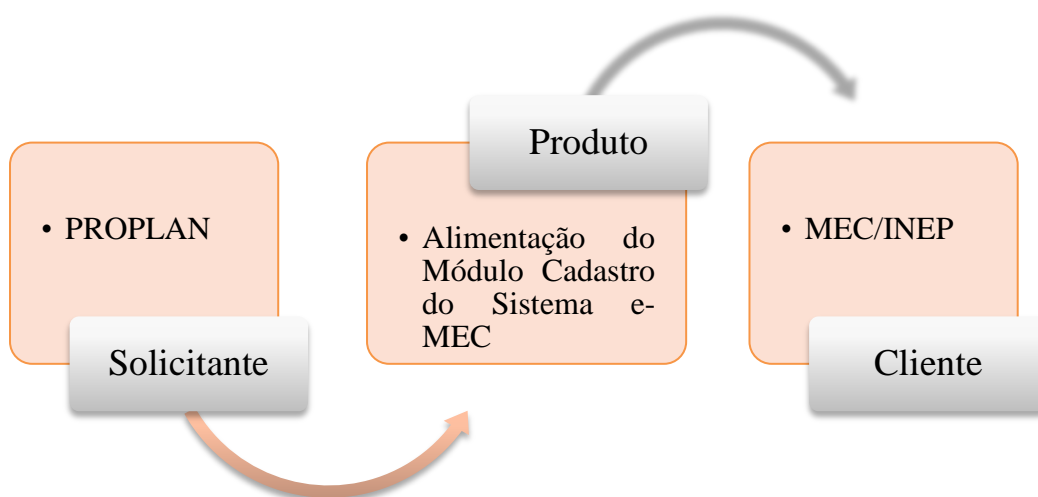 • PROPLAN
Solicitante
Produto
• Alimentação do
Módulo Cadastro
do Sistema e-
MEC
• MEC/INEP
Cliente